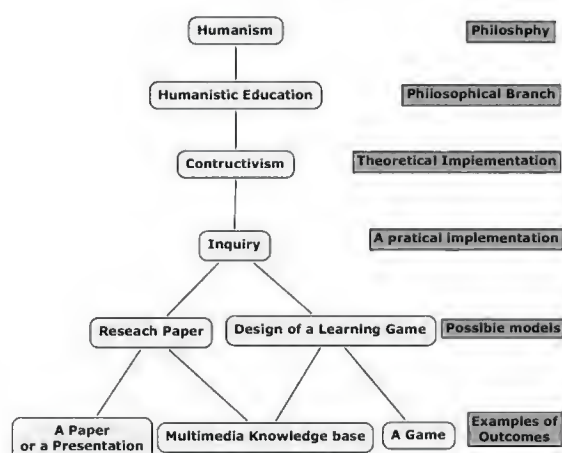 Humanism
Philoshphy
Humanistic Education
Philosophical Branch
Contructivism
Theoretical Implementation
Inquiry
A pratical implementation
Reseach Paper
Design of a Learning Game
Possible models
A Paper
or a Presentation
Multimedia Knowledge base
A Game
Examples of
Outcomes